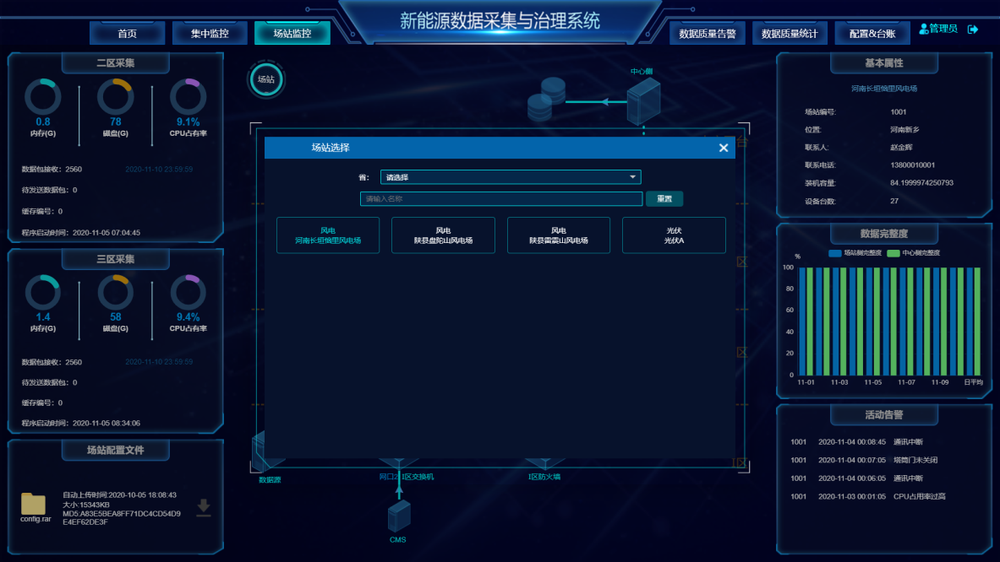 新能源数据采集与治理系统
首页
集中监控
场站监控
数据质量告警
数据质量统计
配置&台账
管理员
二区采集
0.8
内存(G)
78
磁盘(G)
9.1%
CPU占有率
数据包接收：2560
2020-11-10 23:59:59
待发送数据包：0
缓存编号：0
程序启动时间：2020-11-05 07:04:45
三区采集
1.4
内存(G)
58
磁盘(G)
9.4%
CPU占有率
数据包接收：2560
2020-11-10 23:59:59
待发送数据包：0
缓存编号：0
程序启动时间：2020-11-05 08:34:06
场站配置文件
config.rar
自动上传时间:2020-10-05 18:08:43
大小:15343KB
MD5:A83E5BEA8FF71DC4CD54D9
E4EF62DE3F
场站
中心侧
台
场站选择
省：
请选择
请输入名称
重置
风电
河南长垣恼里风电场
风电
陕县盘陀山风电场
风电
陕县雷震山风电场
光伏
光伏A
区
区
I区
数据源
网口2
I区交换机
I区防火墙
CMS
基本属性
河南长垣恼里风电场
场站编号:
1001
位置:
河南新乡
联系人:
赵金辉
联系电话:
13800010001
装机容量:
84.1999974250793
设备台数:
27
数据完整度
%
场站侧完整度
中心侧完整度
100
80
60
40
20
0
11-01
11-03
11-05
11-07
11-09
日平均
活动告警
1001 2020-11-04 00:08:45 通讯中断
1001 2020-11-04 00:07:05 塔筒门未关闭
1001 2020-11-04 00:06:05 通讯中断
1001 2020-11-03 00:01:05 CPU占用率过高